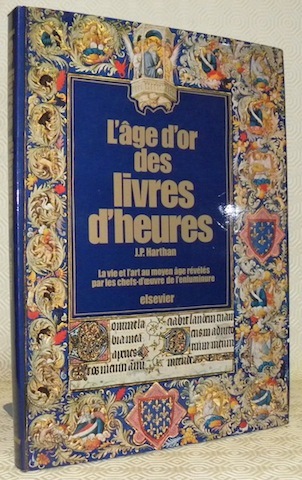 L'âge d'or
des
livres
d'heures
J.P. Harthan
La vie et l'art au moyen âge révélés
par les chefs-d'œuvre de l'enluminure
elsevier